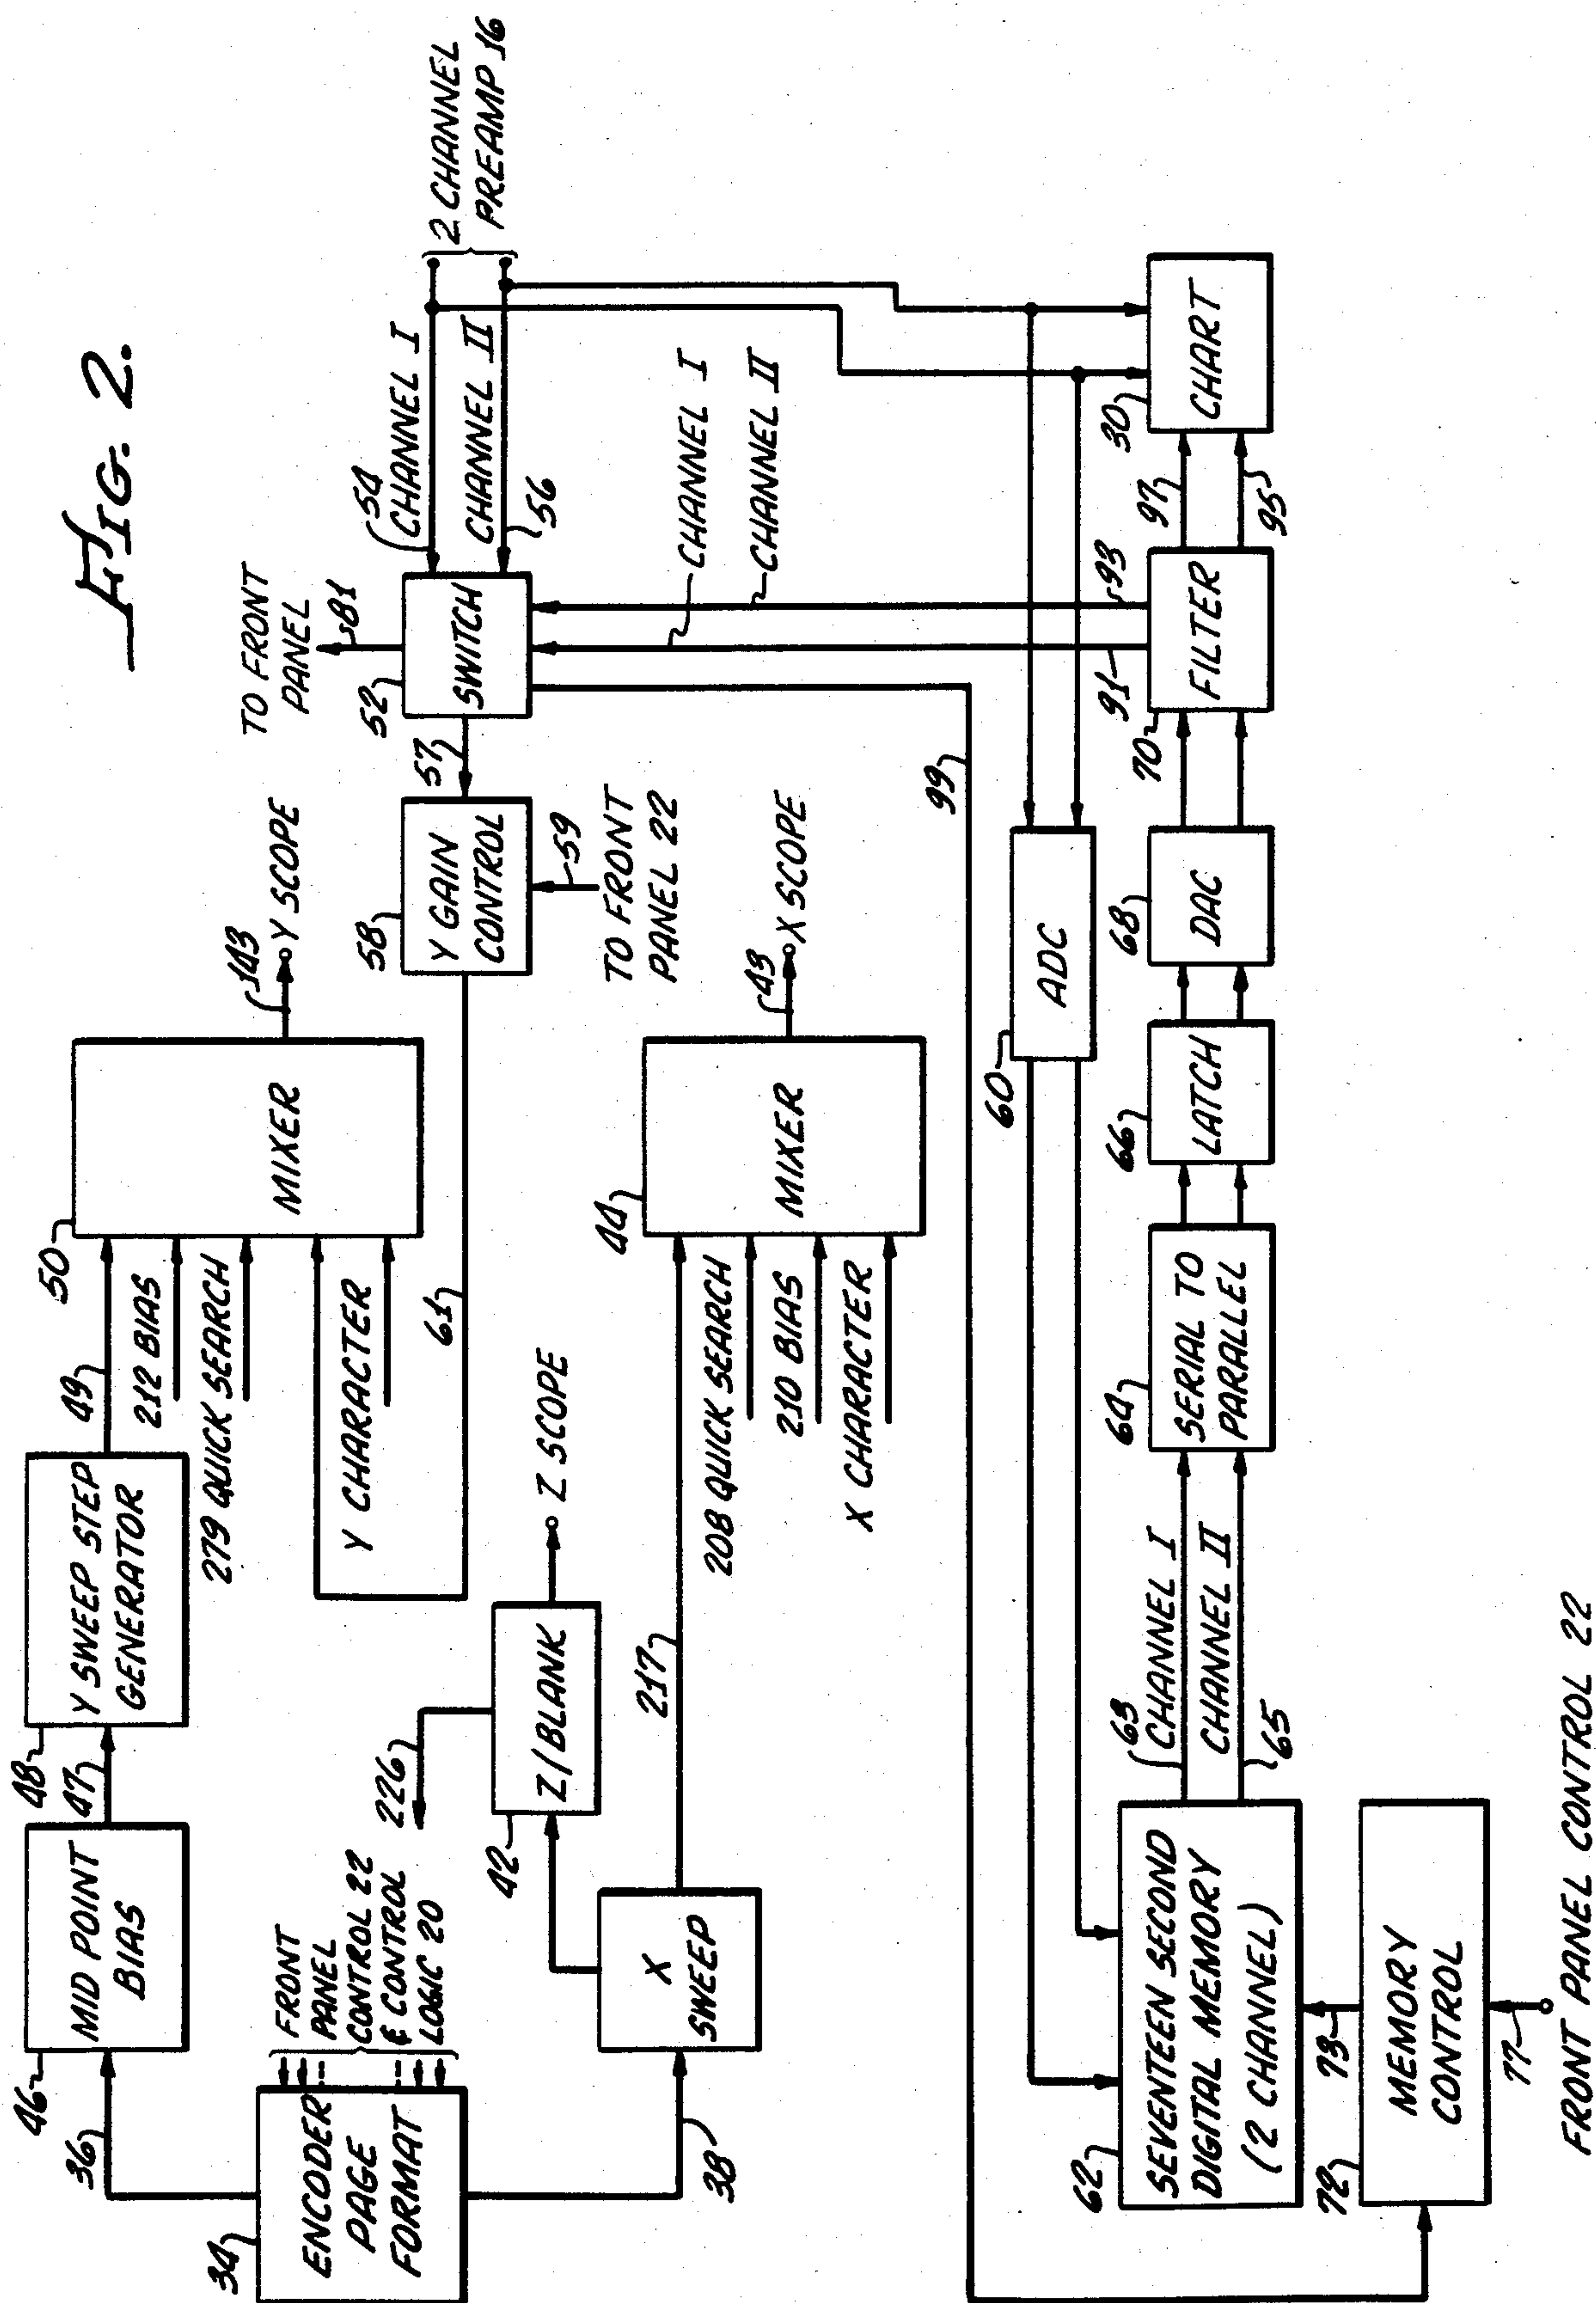 Fig. 2.
34
ENCODER
PAGE
FORMAT
FRONT
PANEL
CONTROL 22
& CONTROL
LOGIC 20
36
38
46
MID POINT
BIAS
47
48
Y SWEEP STEP
GENERATOR
49
212 BIAS
279 QUICK SEARCH
Y CHARACTER
61
50
MIXER
143
Y SCOPE
X
SWEEP
42
Z/BLANK
226
Z SCOPE
217
208 QUICK SEARCH
210 BIAS
X CHARACTER
44
MIXER
43
X SCOPE
58
Y GAIN
CONTROL
59
TO FRONT
PANEL 22
57
52
SWITCH
81
TO FRONT
PANEL
54
CHANNEL I
CHANNEL II
56
2 CHANNEL
PREAMP 16
CHANNEL I
CHANNEL II
99
60
ADC
62
SEVENTEEN SECOND
DIGITAL MEMORY
(2 CHANNEL)
63
CHANNEL I
CHANNEL II
65
64
SERIAL TO
PARALLEL
66
LATCH
68
DAC
70
FILTER
91
93
97
95
30
CHART
72
MEMORY
CONTROL
73
77
FRONT PANEL CONTROL 22